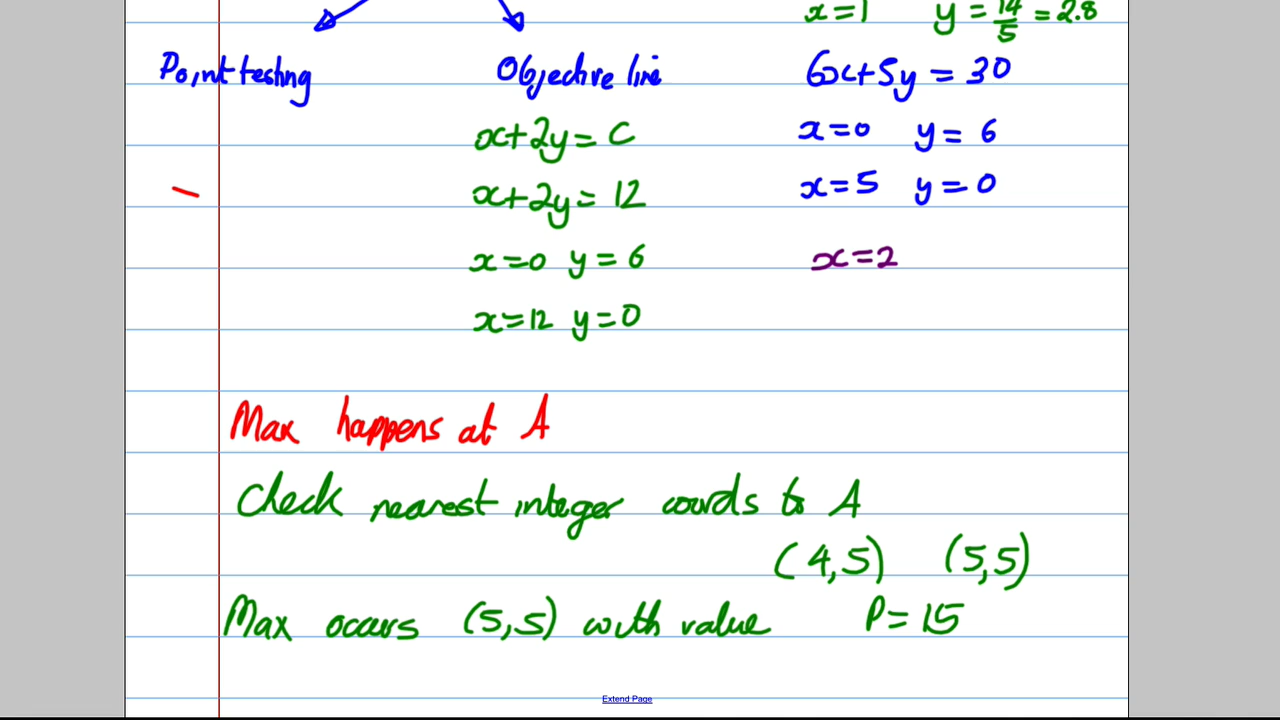 x=1 y=14/5=2.8
Point testing Objective line 6x+5y=30
x+2y=C x=0 y=6
x+2y=12 x=5 y=0
x=0 y=6 x=2
x=12 y=0
Max happens at A
Check nearest integer coords to A
(4,5) (5,5)
Max occurs (5,5) with value P=15
Extend Page